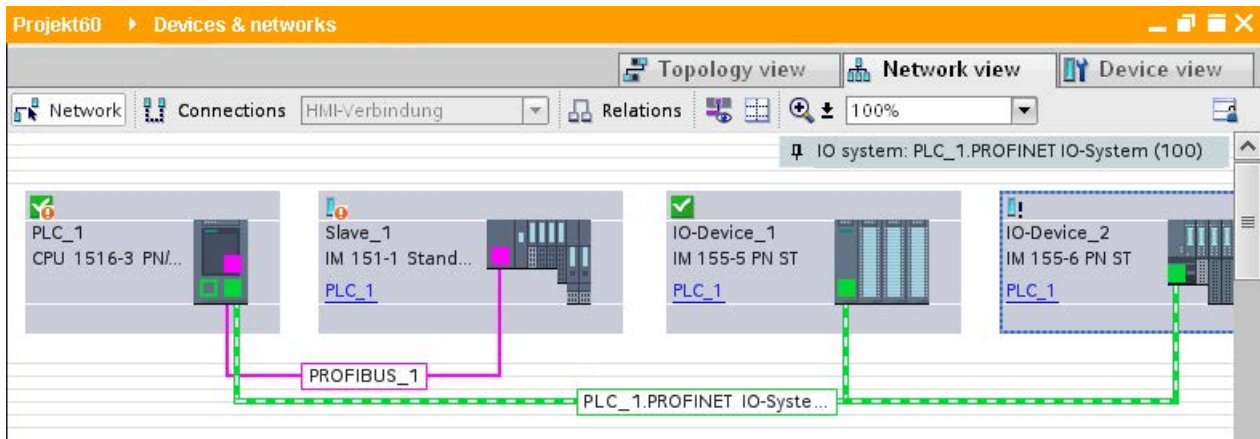 Projekt60 Devices & networks
Topology view Network view Device view
Network Connections HMI-Verbindung Relations 100%
IO system: PLC_1.PROFINET IO-System (100)
PLC_1
CPU 1516-3 PN/...
Slave_1
IM 151-1 Stand...
PLC_1
IO-Device_1
IM 155-5 PN ST
PLC_1
IO-Device_2
IM 155-6 PN ST
PLC_1
PROFIBUS_1
PLC_1.PROFINET IO-Syste...